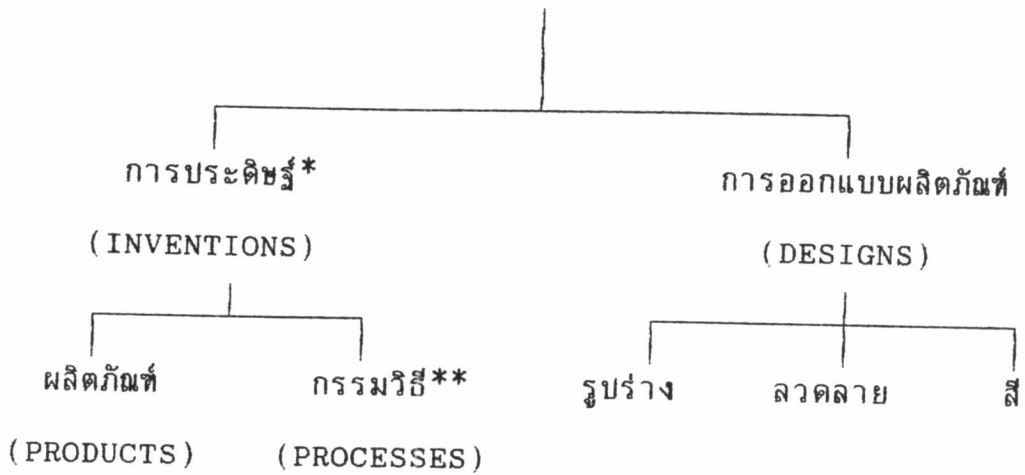 การประดิษฐ์* การออกแบบผลิตภัณฑ์
(INVENTIONS) (DESIGNS)
ผลิตภัณฑ์ กรรมวิธี** รูปร่าง ลวดลาย สี
(PRODUCTS) (PROCESSES)